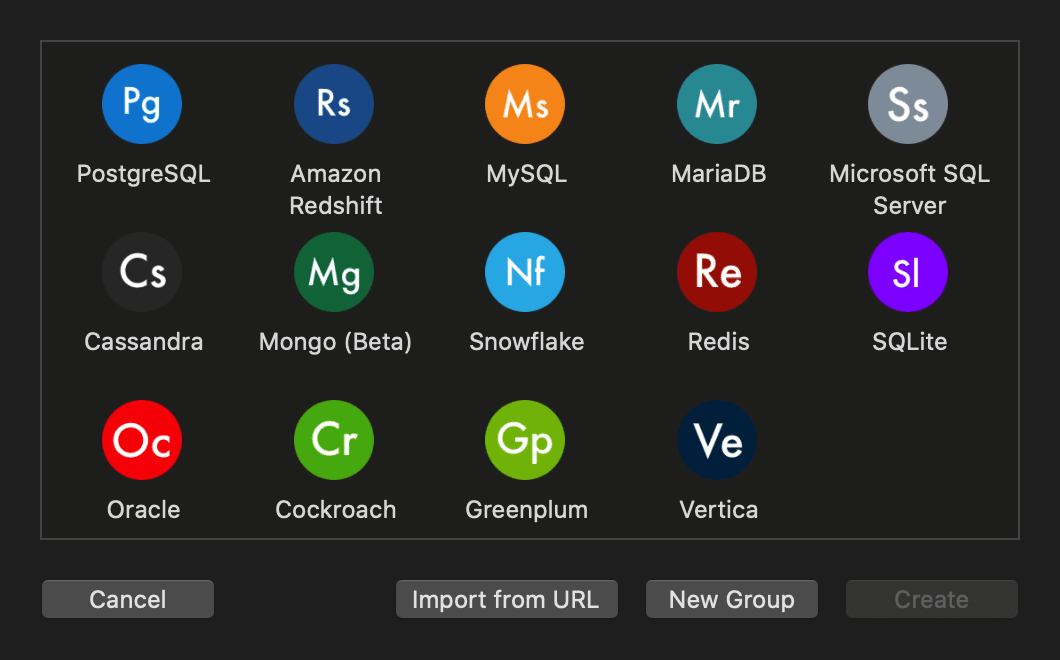 Pg
Rs
Ms
Mr
Ss
PostgreSQL
Amazon
Redshift
MySQL
MariaDB
Microsoft SQL
Server
Cs
Mg
Nf
Re
Sl
Cassandra
Mongo (Beta)
Snowflake
Redis
SQLite
Oc
Cr
Gp
Ve
Oracle
Cockroach
Greenplum
Vertica
Cancel
Import from URL
New Group
Create